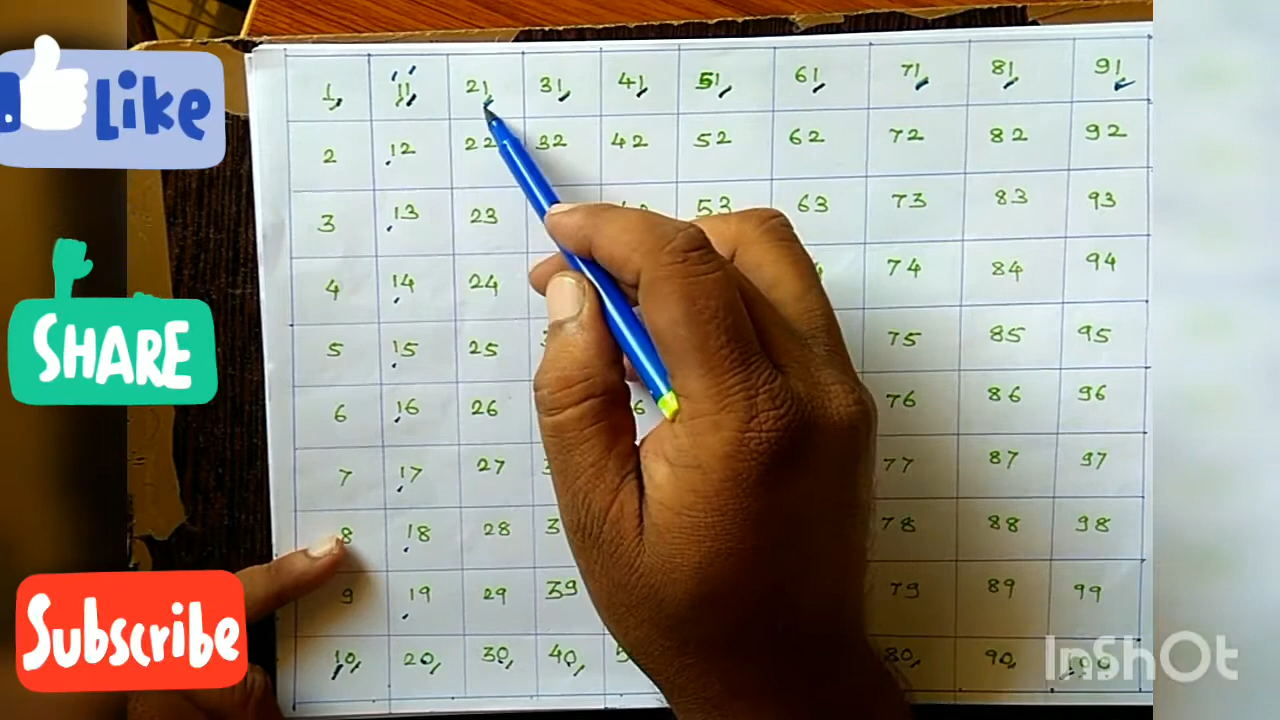 Like
SHARE
Subscribe
1 11 21 31 41 51 61 71 81 91
2 12 22 32 42 52 62 72 82 92
3 13 23 53 63 73 83 93
4 14 24 74 84 94
5 15 25 75 85 95
6 16 26 76 86 96
7 17 27 77 87 97
8 18 28 78 88 98
9 19 29 39 79 89 99
10 20 30 40 80 90 100
InShOt